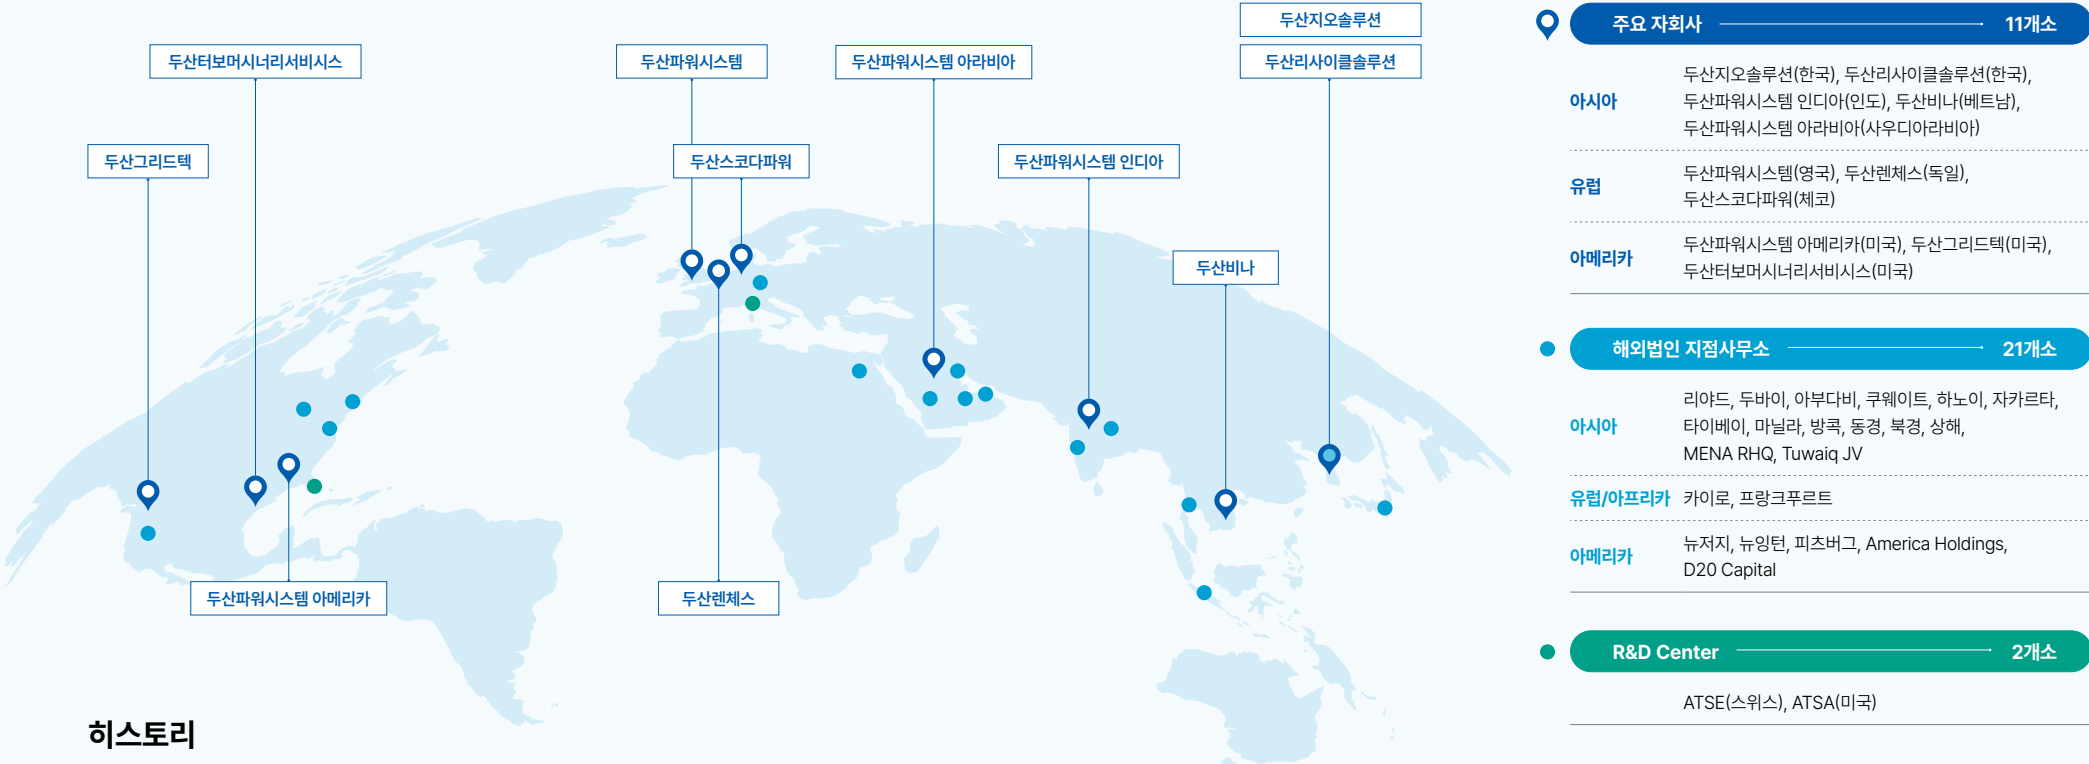 두산지오솔루션
두산터보머시너리서비시스
두산파워시스템
두산파워시스템 아라비아
두산리사이클솔루션
두산그리드텍
두산스코다파워
두산파워시스템 인디아
두산비나
두산파워시스템 아메리카
두산렌체스
히스토리
주요 자회사 11개소
아시아
두산지오솔루션(한국), 두산리사이클솔루션(한국),
두산파워시스템 인디아(인도), 두산비나(베트남),
두산파워시스템 아라비아(사우디아라비아)
유럽
두산파워시스템(영국), 두산렌체스(독일),
두산스코다파워(체코)
아메리카
두산파워시스템 아메리카(미국), 두산그리드텍(미국),
두산터보머시너리서비시스(미국)
해외법인 지점사무소 21개소
아시아
리야드, 두바이, 아부다비, 쿠웨이트, 하노이, 자카르타,
타이베이, 마닐라, 방콕, 동경, 북경, 상해,
MENA RHQ, Tuwaiq JV
유럽/아프리카 카이로, 프랑크푸르트
아메리카
뉴저지, 뉴잉턴, 피츠버그, America Holdings,
D20 Capital
R&D Center 2개소
ATSE(스위스), ATSA(미국)